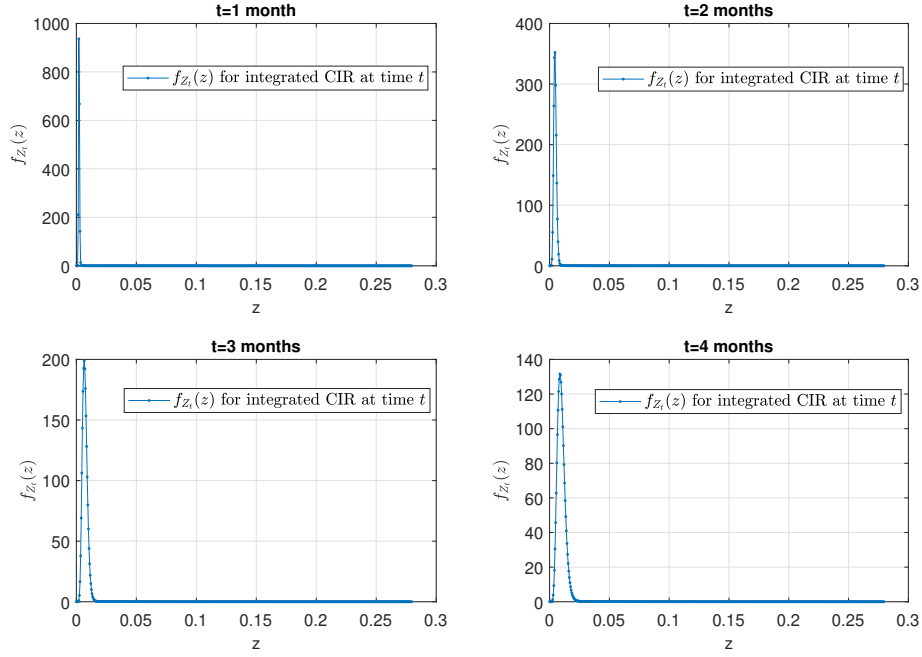 t=1 month
1000
800
600
400
200
0
f_{Z_t}(z)
f_{Z_t}(z) for integrated CIR at time t
0 0.05 0.1 0.15 0.2 0.25 0.3
z
t=2 months
400
300
200
100
0
f_{Z_t}(z)
f_{Z_t}(z) for integrated CIR at time t
0 0.05 0.1 0.15 0.2 0.25 0.3
z
t=3 months
200
150
100
50
0
f_{Z_t}(z)
f_{Z_t}(z) for integrated CIR at time t
0 0.05 0.1 0.15 0.2 0.25 0.3
z
t=4 months
140
120
100
80
60
40
20
0
f_{Z_t}(z)
f_{Z_t}(z) for integrated CIR at time t
0 0.05 0.1 0.15 0.2 0.25 0.3
z